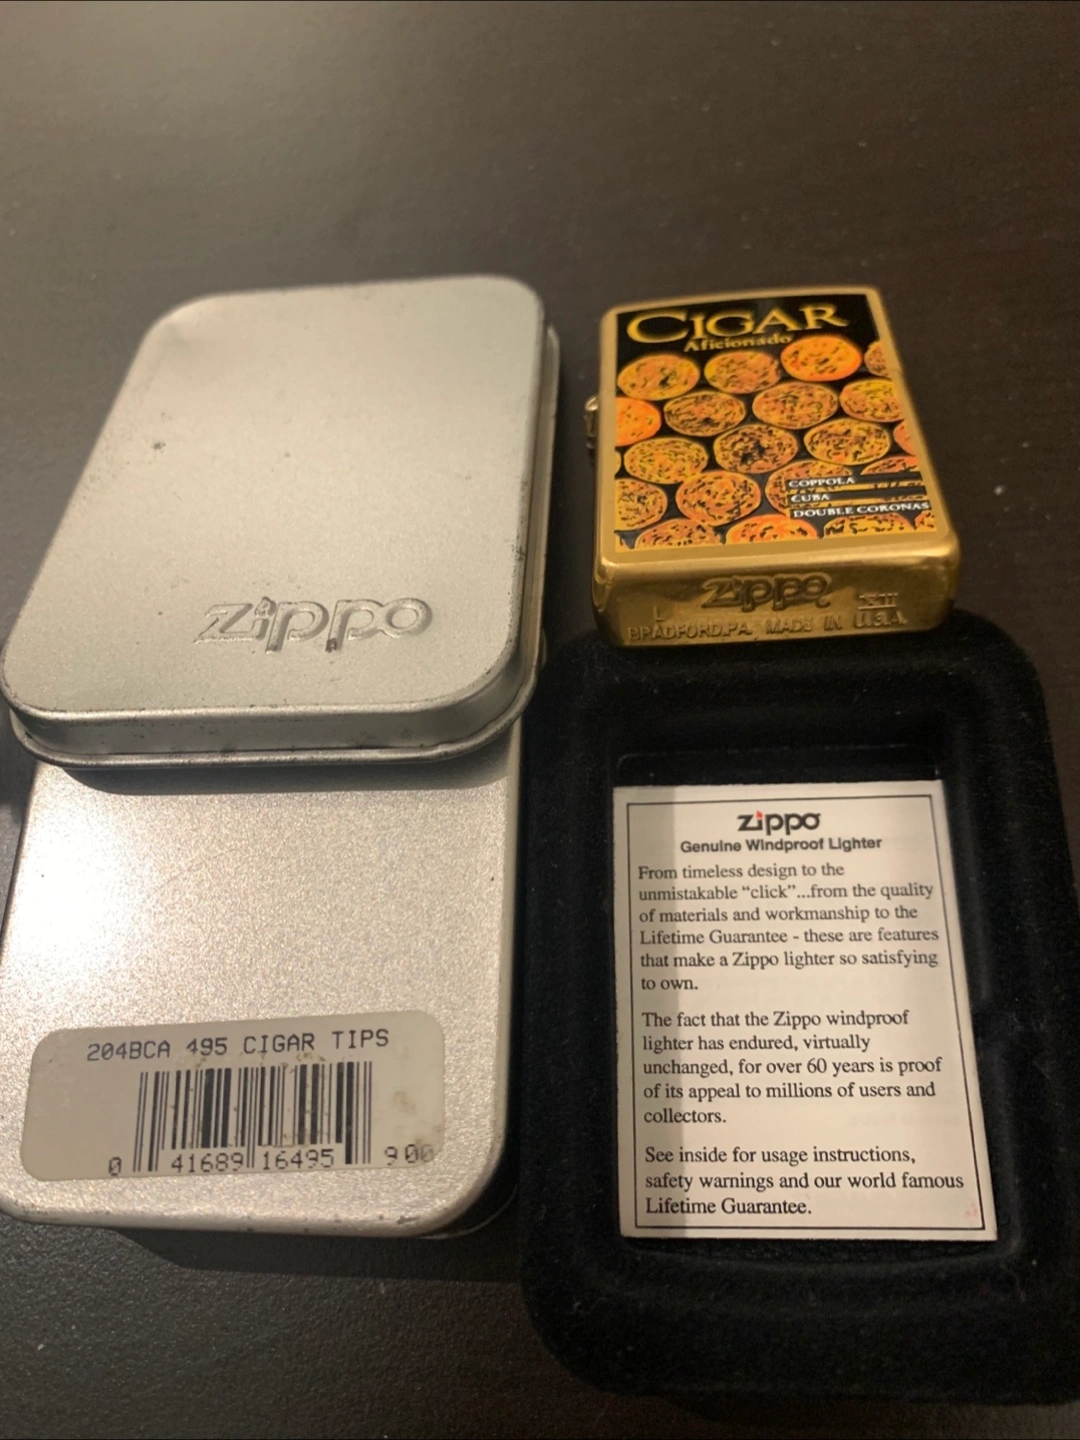 CIGAR
Aficionado
COPPOLA
CUBA
DOUBLE CORONAS
zippo
L XII
BRADFORD, PA. MADE IN U.S.A.
zippo
204BCA 495 CIGAR TIPS
0 41689 16495 900
zippo
Genuine Windproof Lighter
From timeless design to the
unmistakable “click”...from the quality
of materials and workmanship to the
Lifetime Guarantee - these are features
that make a Zippo lighter so satisfying
to own.
The fact that the Zippo windproof
lighter has endured, virtually
unchanged, for over 60 years is proof
of its appeal to millions of users and
collectors.
See inside for usage instructions,
safety warnings and our world famous
Lifetime Guarantee.